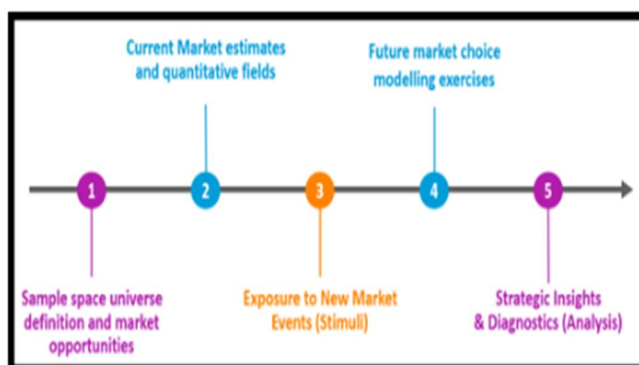 Current Market estimates
and quantitative fields
Future market choice
modelling exercises
1
2
3
4
5
Sample space universe
definition and market
opportunities
Exposure to New Market
Events (Stimuli)
Strategic Insights
& Diagnostics (Analysis)